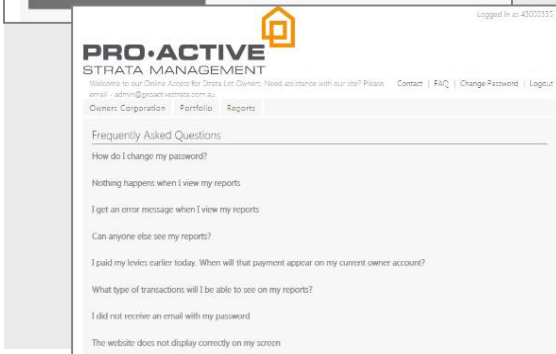 Logged in as 43000335
PRO•ACTIVE
STRATA MANAGEMENT
Welcome to our Online Access for Strata Lot Owners. Need assistance with our site? Please
email - admin@proactivestrata.com.au
Contact | FAQ | Change Password | Logout
Owners Corporation Portfolio Reports
Frequently Asked Questions
How do I change my password?
Nothing happens when I view my reports
I get an error message when I view my reports
Can anyone else see my reports?
I paid my levies earlier today. When will that payment appear on my current owner account?
What type of transactions will I be able to see on my reports?
I did not receive an email with my password
The website does not display correctly on my screen